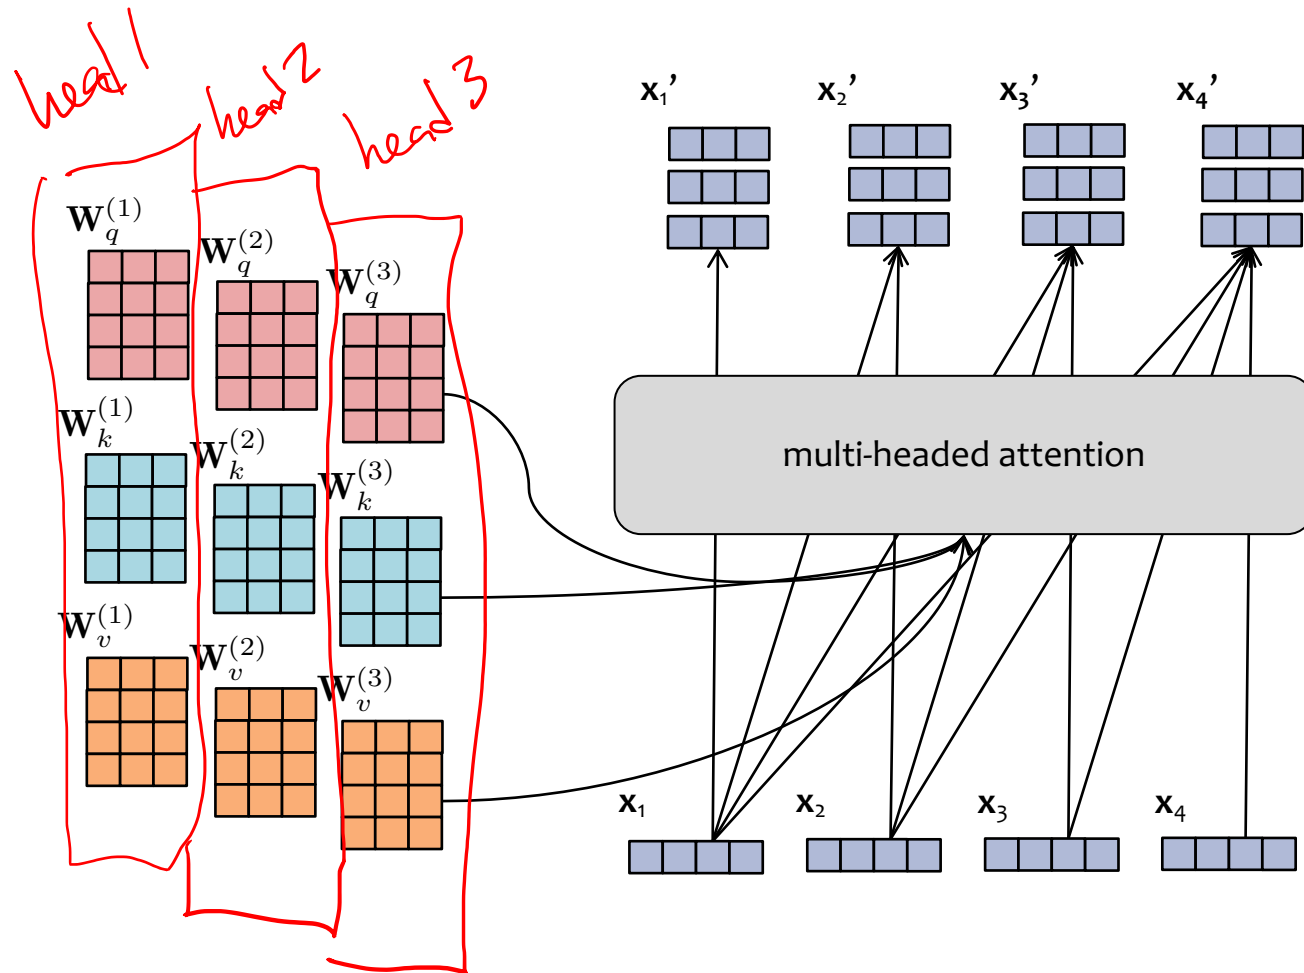 head 1
head 2
head 3
x₁’ x₂’ x₃’ x₄’
W_q^{(1)} W_q^{(2)} W_q^{(3)}
multi-headed attention
W_k^{(1)} W_k^{(2)} W_k^{(3)}
W_v^{(1)} W_v^{(2)} W_v^{(3)}
x₁ x₂ x₃ x₄